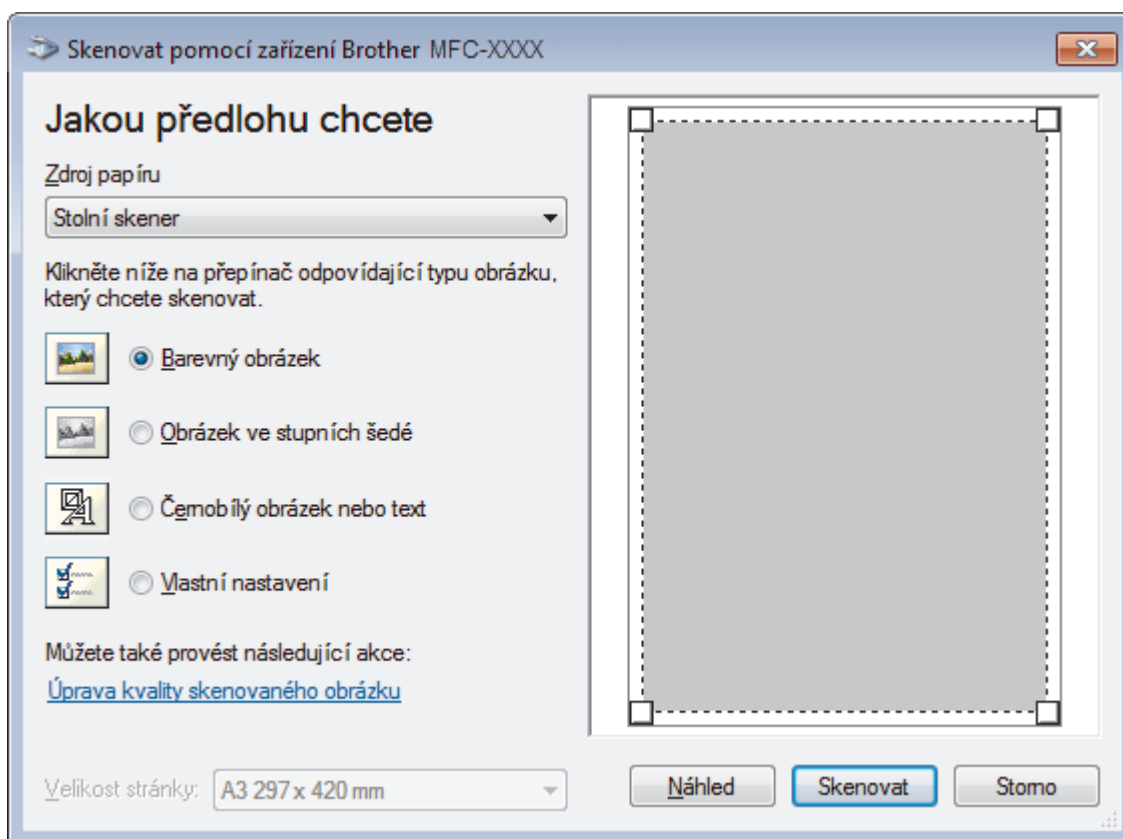 Skenovat pomocí zařízení Brother MFC-XXXX
Jakou předlohu chcete
Zdroj papíru
Stolní skener
Klikněte níže na přepínač odpovídající typu obrázku,
který chcete skenovat.
Barevný obrázek
Obrázek ve stupních šedé
Černobílý obrázek nebo text
Vlastní nastavení
Můžete také provést následující akce:
Úprava kvality skenovaného obrázku
Velikost stránky: A3 297 x 420 mm
Náhled Skenovat Storno